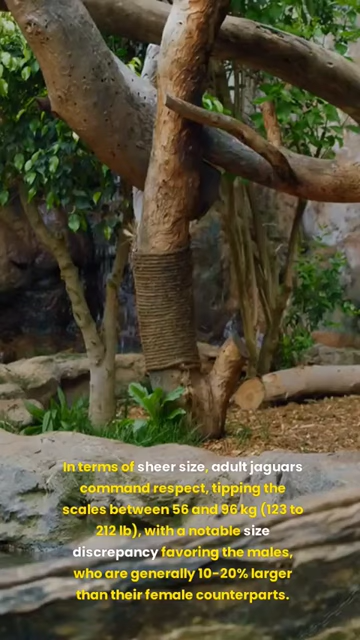 In terms of sheer size, adult jaguars
command respect, tipping the
scales between 56 and 96 kg (123 to
212 lb), with a notable size
discrepancy favoring the males,
who are generally 10-20% larger
than their female counterparts.